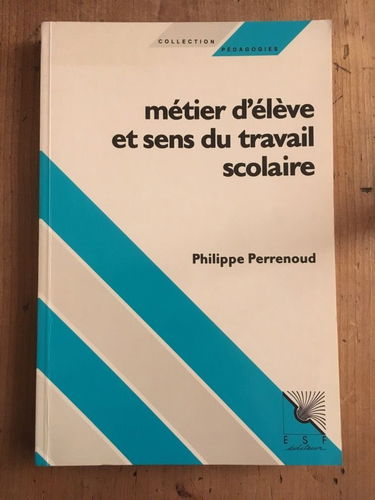 COLLECTION
PÉDAGOGIES
métier d'élève
et sens du travail
scolaire
Philippe Perrenoud
ESF
éditeur